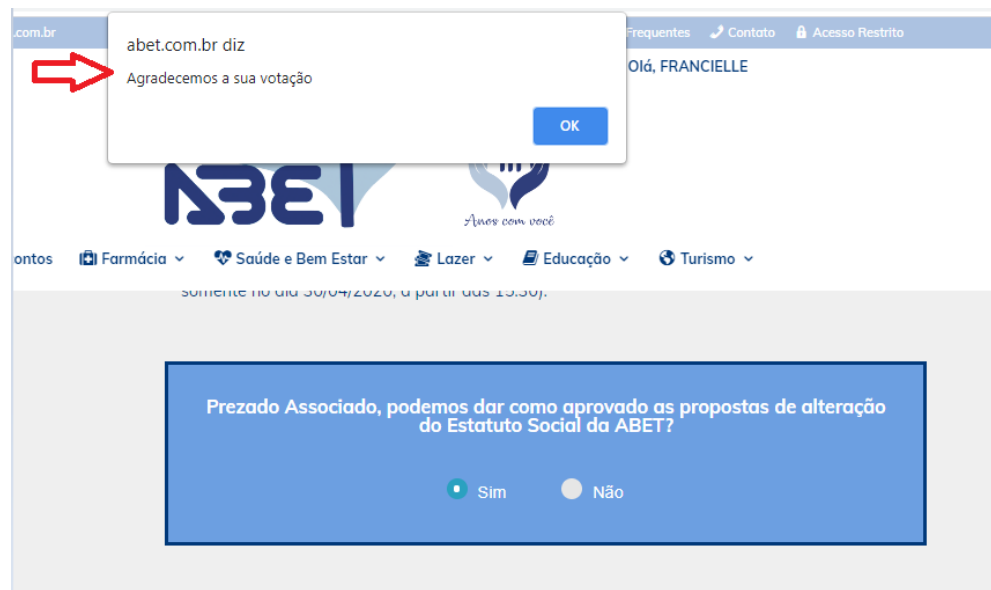 .com.br
Frequentes
Contato
Acesso Restrito
abet.com.br diz
Agradecemos a sua votação
OK
Olá, FRANCIELLE
ABET
Anos com você
ontos
Farmácia
Saúde e Bem Estar
Lazer
Educação
Turismo
somente no dia 30/04/2020, a partir das 15:30).
Prezado Associado, podemos dar como aprovado as propostas de alteração
do Estatuto Social da ABET?
Sim
Não